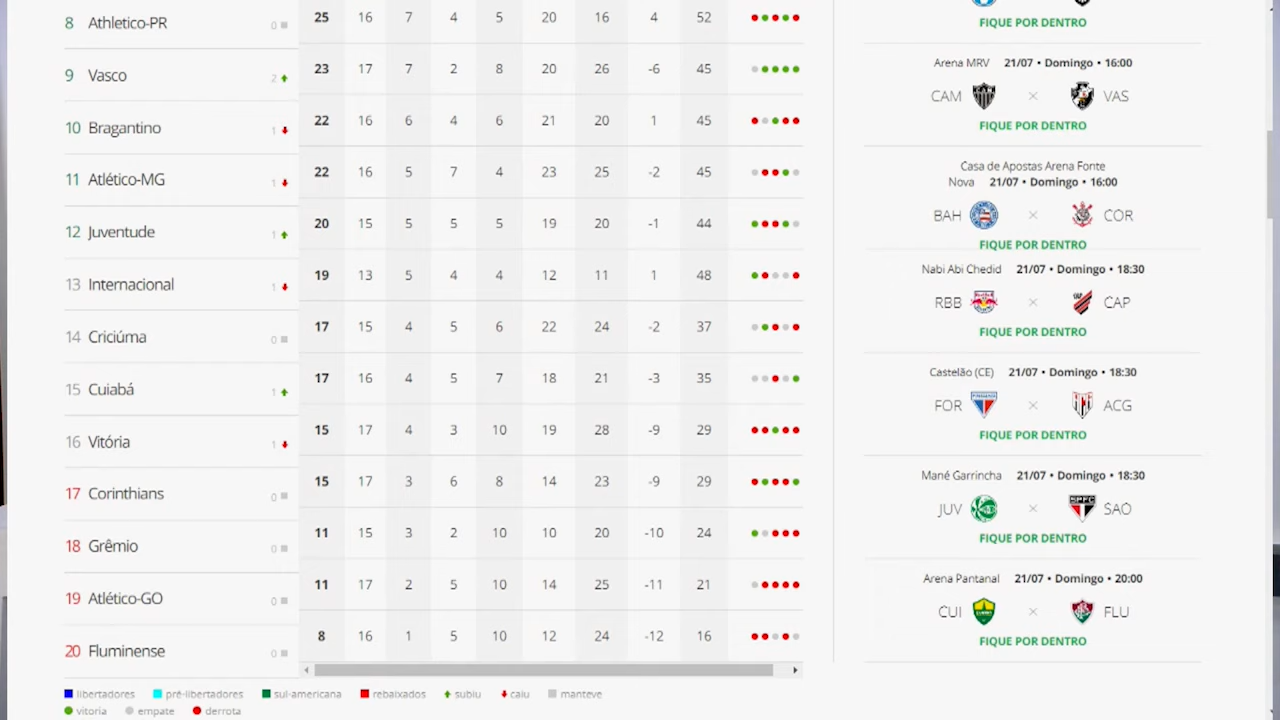 8 Athletico-PR 0 25 16 7 4 5 20 16 4 52
9 Vasco 2 23 17 7 2 8 20 26 -6 45
10 Bragantino 1 22 16 6 4 6 21 20 1 45
11 Atlético-MG 1 22 16 5 7 4 23 25 -2 45
12 Juventude 1 20 15 5 5 5 19 20 -1 44
13 Internacional 1 19 13 5 4 4 12 11 1 48
14 Criciúma 0 17 15 4 5 6 22 24 -2 37
15 Cuiabá 1 17 16 4 5 7 18 21 -3 35
16 Vitória 1 15 17 4 3 10 19 28 -9 29
17 Corinthians 0 15 17 3 6 8 14 23 -9 29
18 Grêmio 0 11 15 3 2 10 10 20 -10 24
19 Atlético-GO 0 11 17 2 5 10 14 25 -11 21
20 Fluminense 0 8 16 1 5 10 12 24 -12 16
libertadores pré-libertadores sul-americana rebaixados subiu caiu manteve
vitoria empate derrota
FIQUE POR DENTRO
Arena MRV 21/07 • Domingo • 16:00
CAM × VAS
FIQUE POR DENTRO
Casa de Apostas Arena Fonte
Nova 21/07 • Domingo • 16:00
BAH × COR
FIQUE POR DENTRO
Nabi Abi Chedid 21/07 • Domingo • 18:30
RBB × CAP
FIQUE POR DENTRO
Castelão (CE) 21/07 • Domingo • 18:30
FOR × ACG
FIQUE POR DENTRO
Mané Garrincha 21/07 • Domingo • 18:30
JUV × SAO
FIQUE POR DENTRO
Arena Pantanal 21/07 • Domingo • 20:00
CUI × FLU
FIQUE POR DENTRO